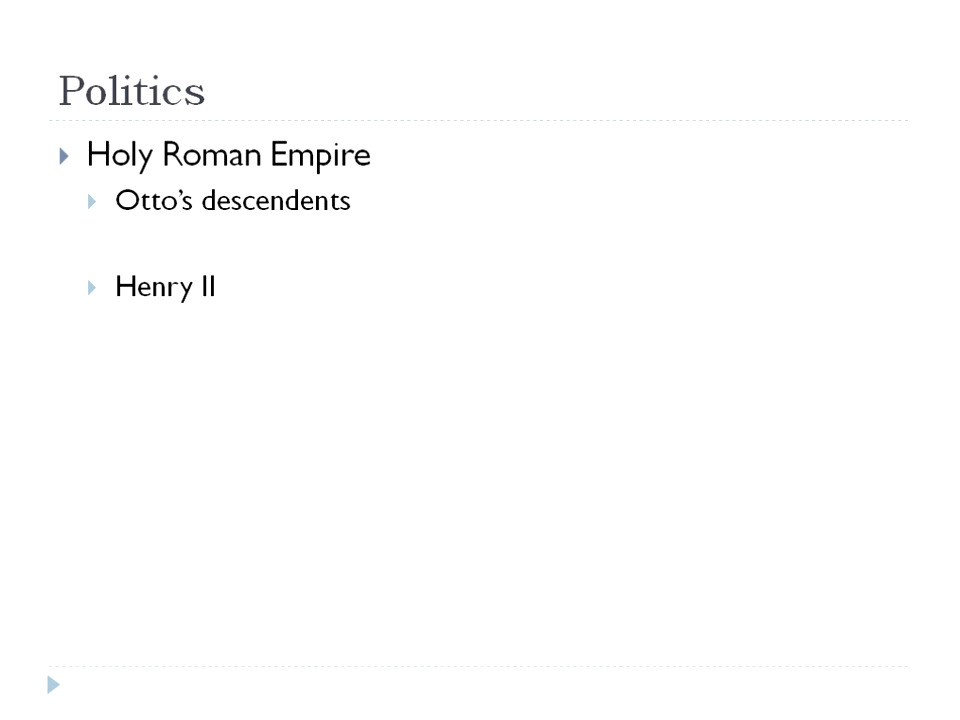 Politics
Holy Roman Empire
Otto’s descendents
Henry II